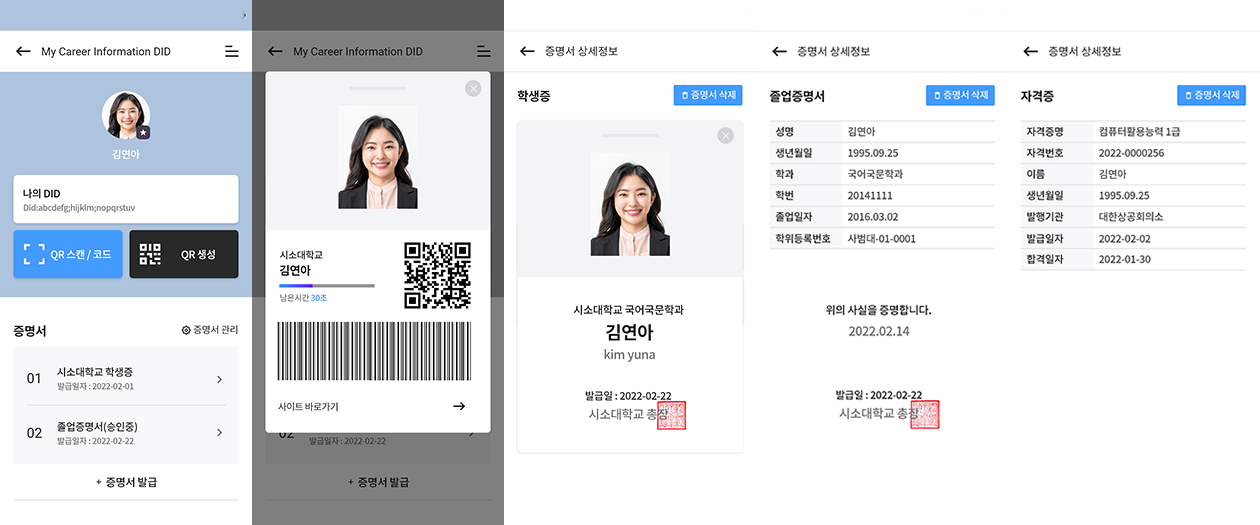 My Career Information DID
김연아
나의 DID
Did:abcdefg;hijklm;nopqrstuv
QR 스캔 / 코드
QR 생성
증명서
증명서 관리
01
시소대학교 학생증
발급일자 : 2022-02-01
02
졸업증명서(승인중)
발급일자 : 2022-02-22
+ 증명서 발급
My Career Information DID
시소대학교
김연아
남은시간 30초
사이트 바로가기
02
발급일자 : 2022-02-22
+ 증명서 발급
증명서 상세정보
학생증
증명서 삭제
시소대학교 국어국문학과
김연아
kim yuna
발급일 : 2022-02-22
시소대학교 총장
증명서 상세정보
졸업증명서
증명서 삭제
성명 김연아
생년월일 1995.09.25
학과 국어국문학과
학번 20141111
졸업일자 2016.03.02
학위등록번호 사범대-01-0001
위의 사실을 증명합니다.
2022.02.14
발급일 : 2022-02-22
시소대학교 총장
증명서 상세정보
자격증
증명서 삭제
자격증명 컴퓨터활용능력 1급
자격번호 2022-0000256
이름 김연아
생년월일 1995.09.25
발행기관 대한상공회의소
발급일자 2022-02-02
합격일자 2022-01-30